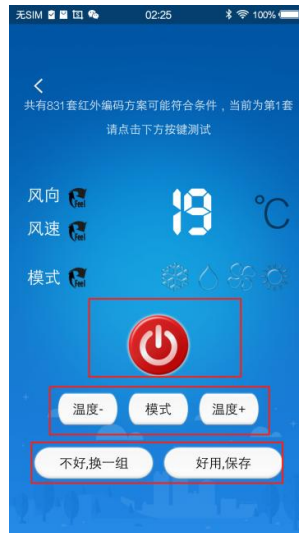 无SIM 02:25 100%
共有831套红外编码方案可能符合条件，当前为第1套
请点击下方按键测试
风向 Feel
19 °C
风速 Feel
模式 Feel
温度- 模式 温度+
不好,换一组 好用,保存